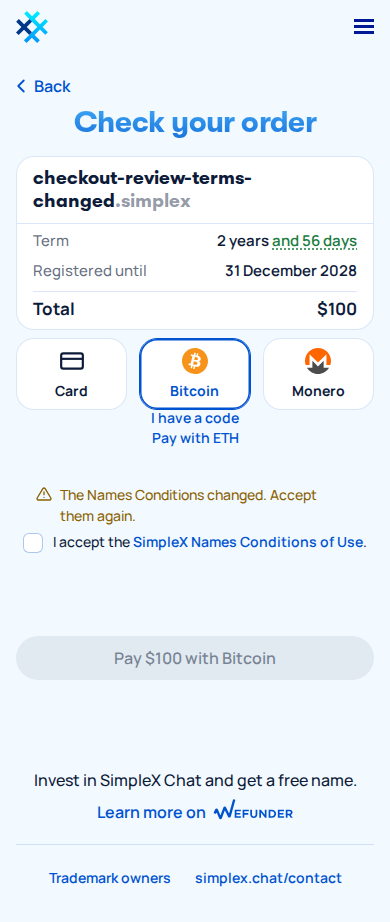 Back
Check your order
checkout-review-terms-
changed.simplex
Term 2 years and 56 days
Registered until 31 December 2028
Total $100
Card Bitcoin Monero
I have a code
Pay with ETH
The Names Conditions changed. Accept
them again.
I accept the SimpleX Names Conditions of Use.
Pay $100 with Bitcoin
Invest in SimpleX Chat and get a free name.
Learn more on WEFUNDER
Trademark owners simplex.chat/contact